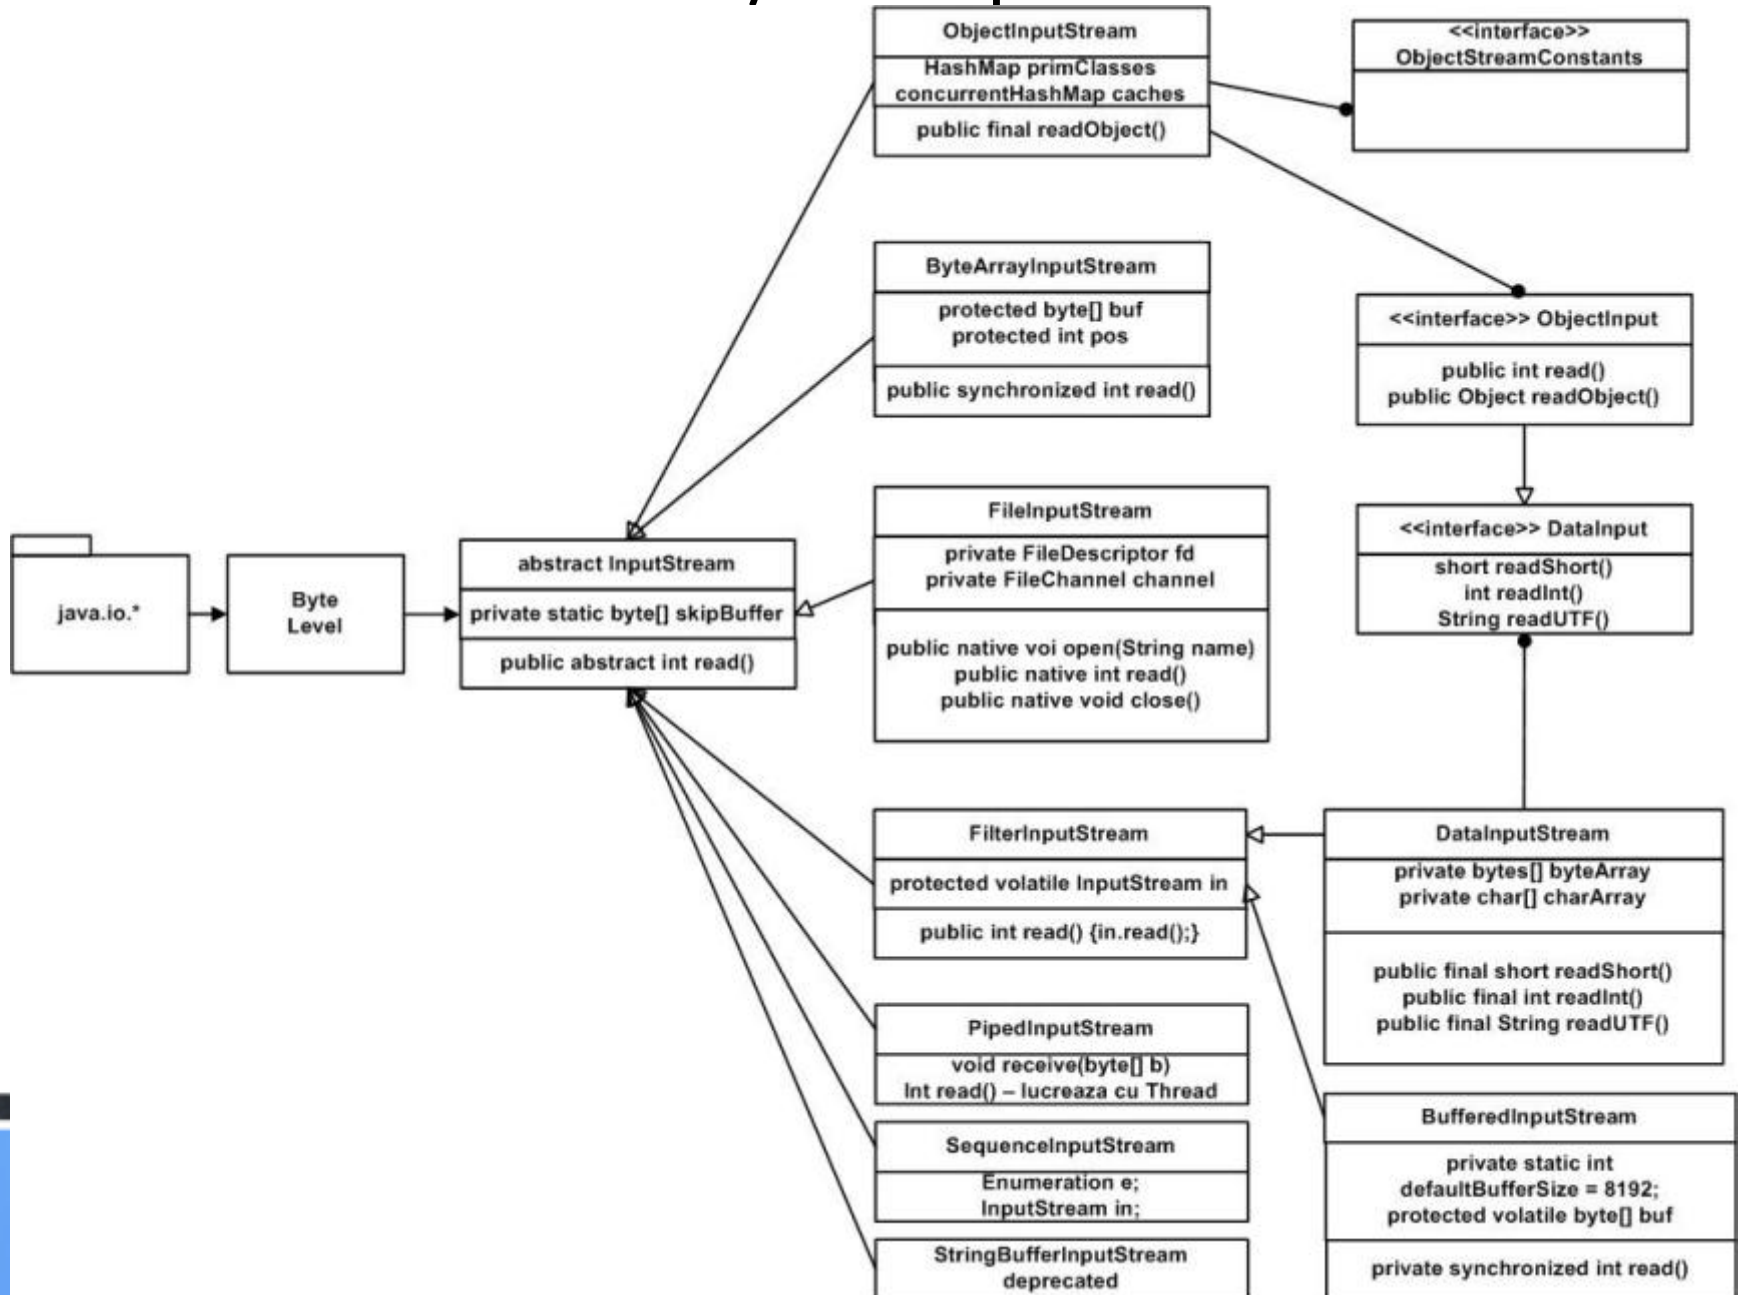 ObjectInputStream
HashMap primClasses
concurrentHashMap caches
public final readObject()
<<interface>>
ObjectStreamConstants
ByteArrayInputStream
protected byte[] buf
protected int pos
public synchronized int read()
<<interface>> ObjectInput
public int read()
public Object readObject()
FileInputStream
private FileDescriptor fd
private FileChannel channel
public native voi open(String name)
public native int read()
public native void close()
<<interface>> DataInput
short readShort()
int readInt()
String readUTF()
java.io.*
Byte
Level
abstract InputStream
private static byte[] skipBuffer
public abstract int read()
FilterInputStream
protected volatile InputStream in
public int read() {in.read();}
DataInputStream
private bytes[] byteArray
private char[] charArray
public final short readShort()
public final int readInt()
public final String readUTF()
PipedInputStream
void receive(byte[] b)
Int read() – lucreaza cu Thread
SequenceInputStream
Enumeration e;
InputStream in;
StringBufferInputStream
deprecated
BufferedInputStream
private static int
defaultBufferSize = 8192;
protected volatile byte[] buf
private synchronized int read()